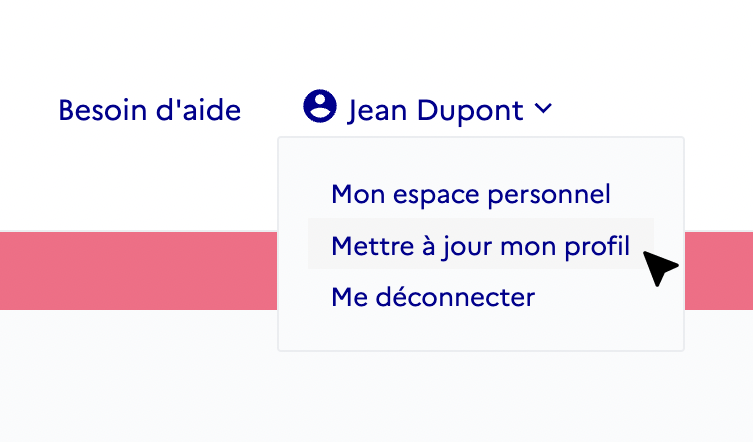 Besoin d'aide
Jean Dupont
Mon espace personnel
Mettre à jour mon profil
Me déconnecter